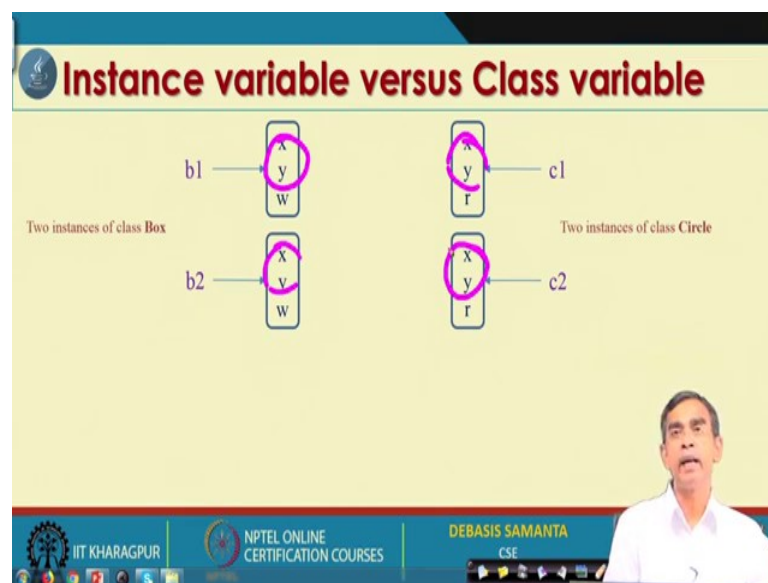 Instance variable versus Class variable
b1
x
y
w
x
y
r
c1
Two instances of class Box
Two instances of class Circle
b2
x
y
w
x
y
r
c2
IIT KHARAGPUR
NPTEL ONLINE
CERTIFICATION COURSES
DEBASIS SAMANTA
CSE